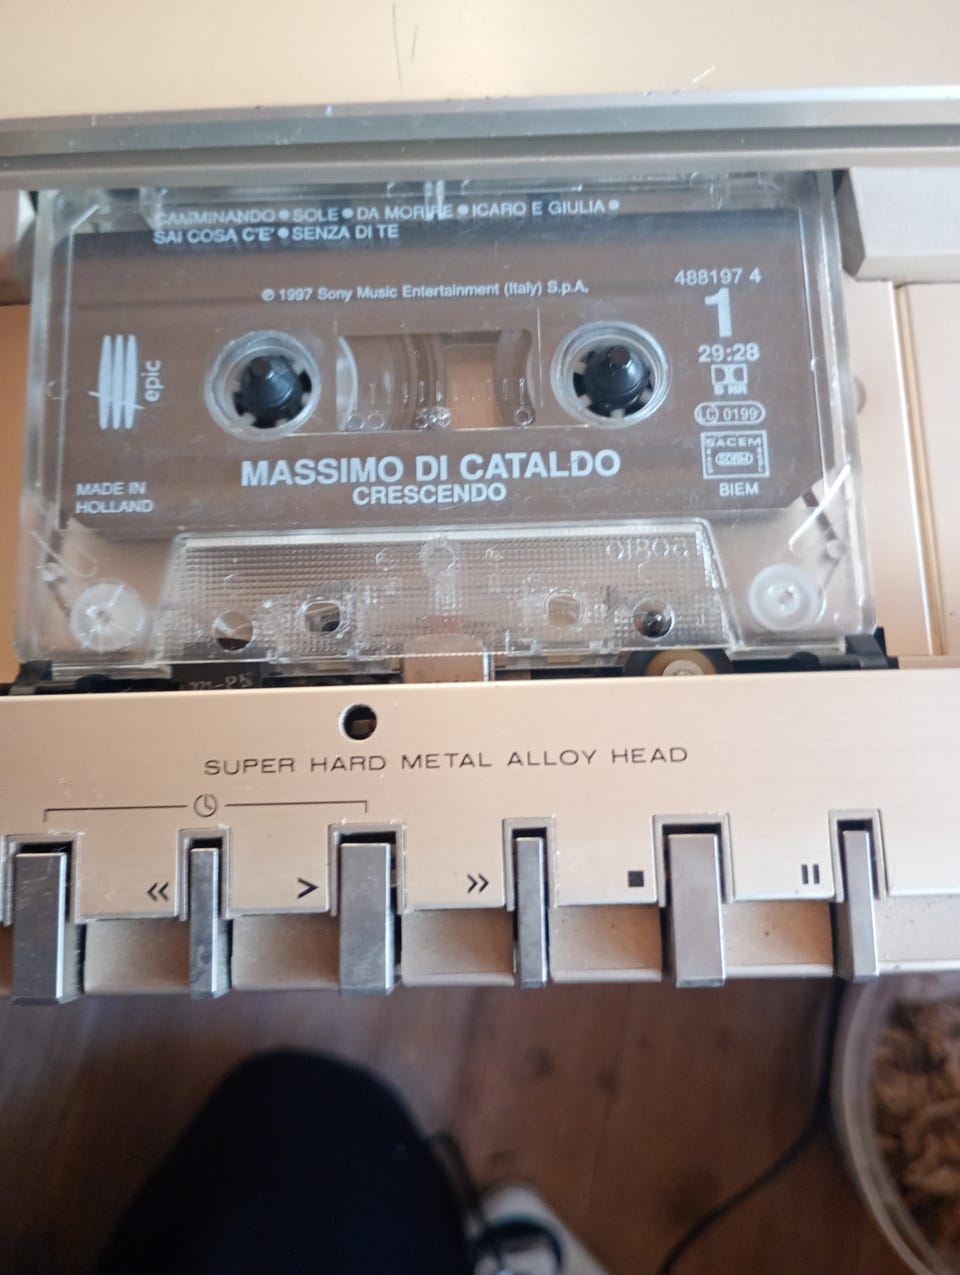 CAMMINANDO ● SOLE ● DA MORIRE ● ICARO E GIULIA ●
SAI COSA C'E' ● SENZA DI TE
℗ 1997 Sony Music Entertainment (Italy) S.p.A.
488197 4
1
29:28
B NR
LC 0199
epic
SACEM
SDRM
BIEM
MASSIMO DI CATALDO
CRESCENDO
MADE IN
HOLLAND
SUPER HARD METAL ALLOY HEAD